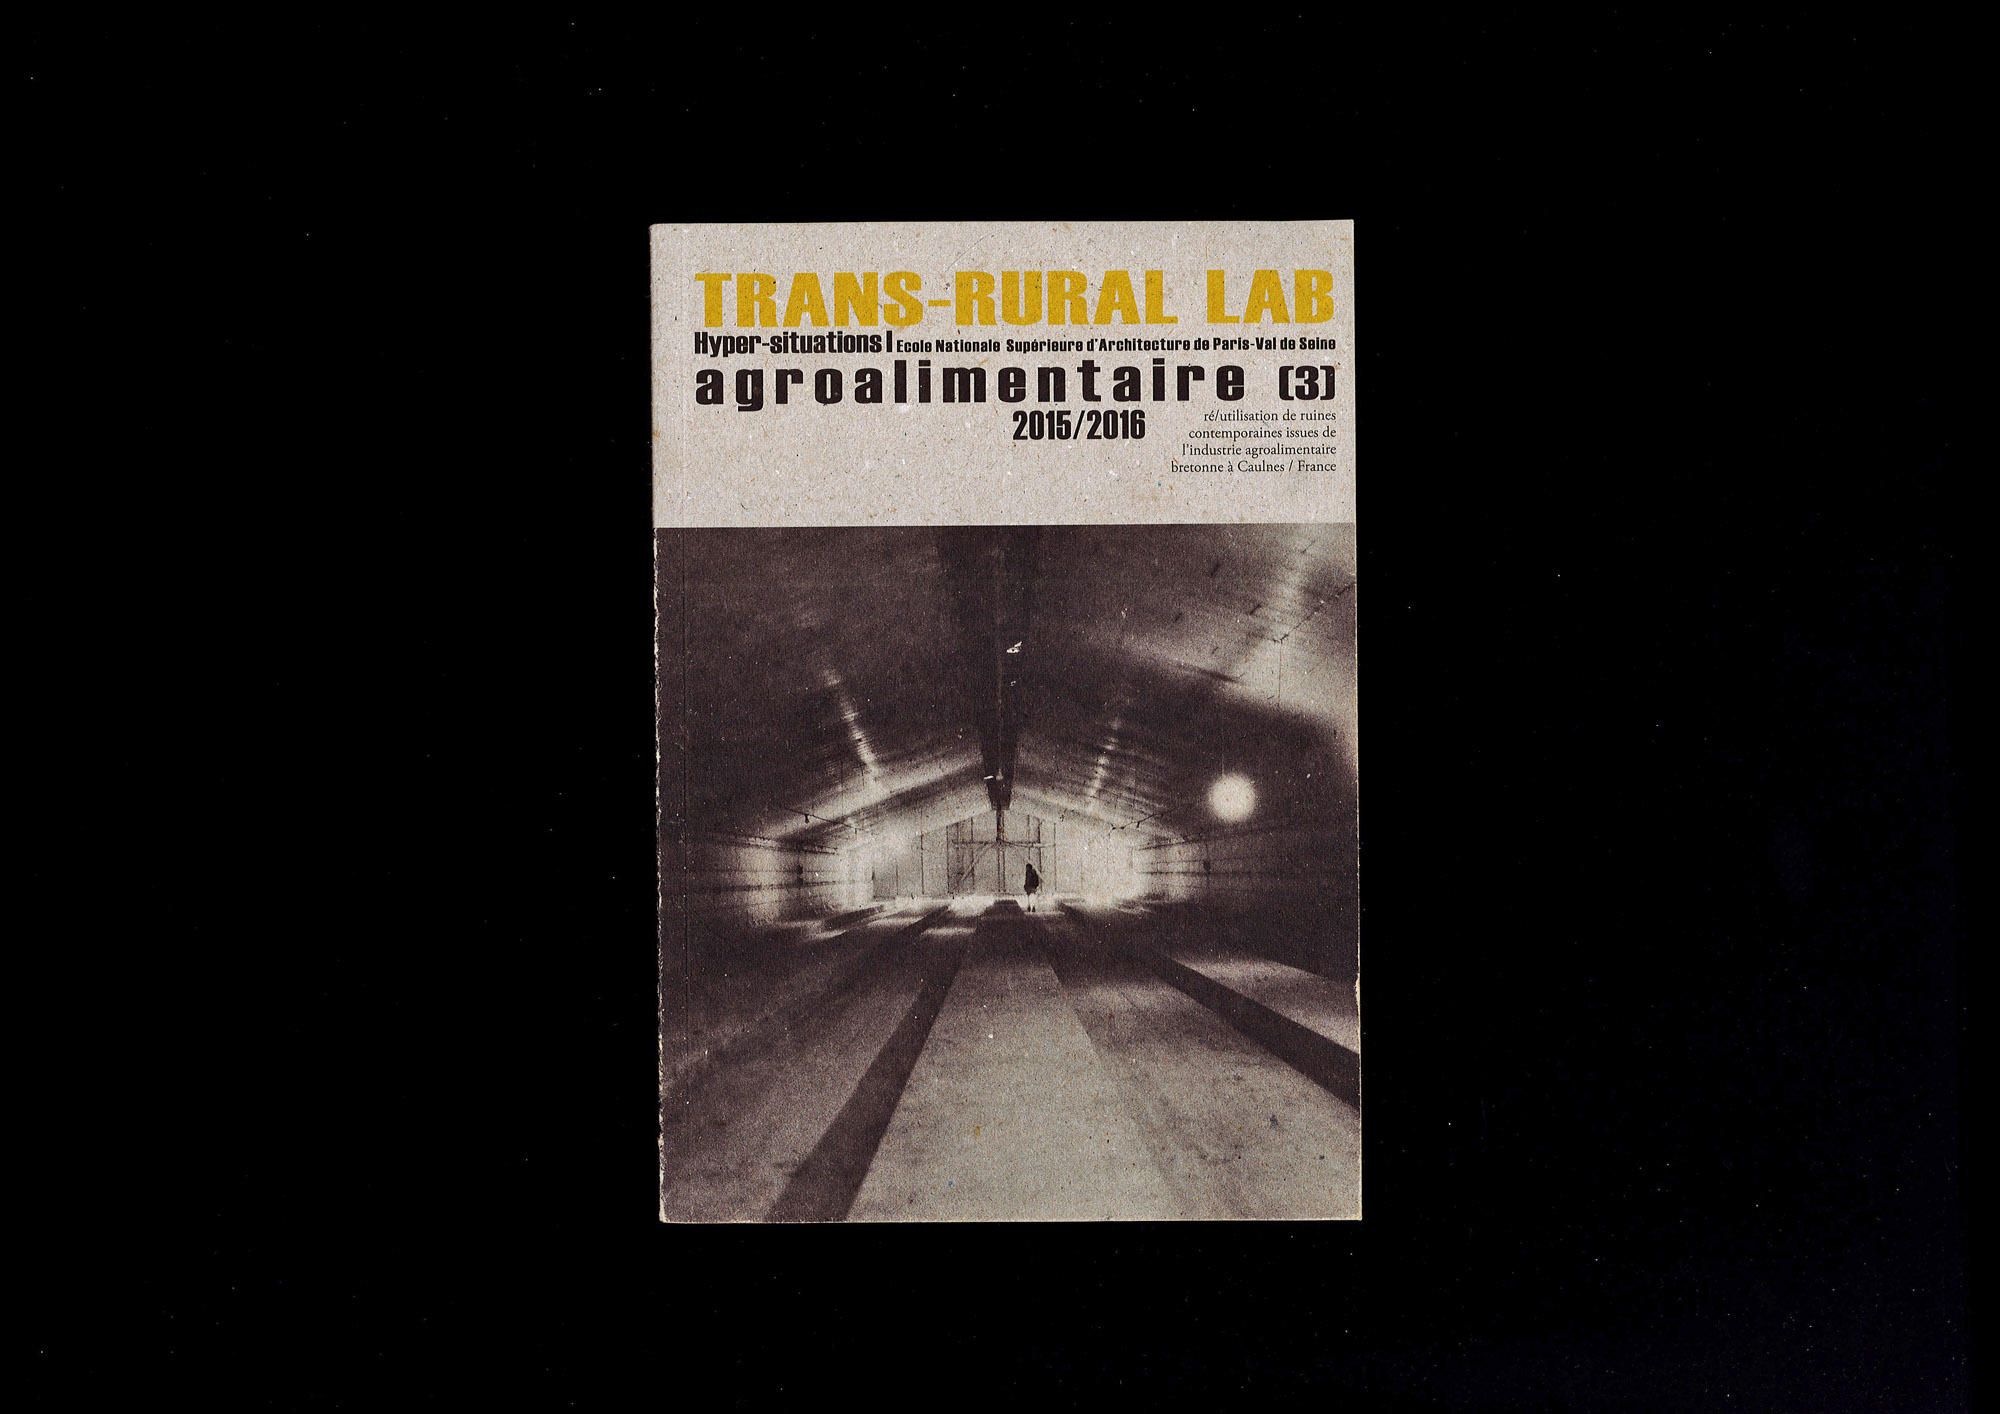 TRANS-RURAL LAB
Hyper-situations | Ecole Nationale Supérieure d'Architecture de Paris-Val de Seine
agroalimentaire (3)
2015/2016
ré/utilisation de ruines
contemporaines issues de
l'industrie agroalimentaire
bretonne à Caulnes / France